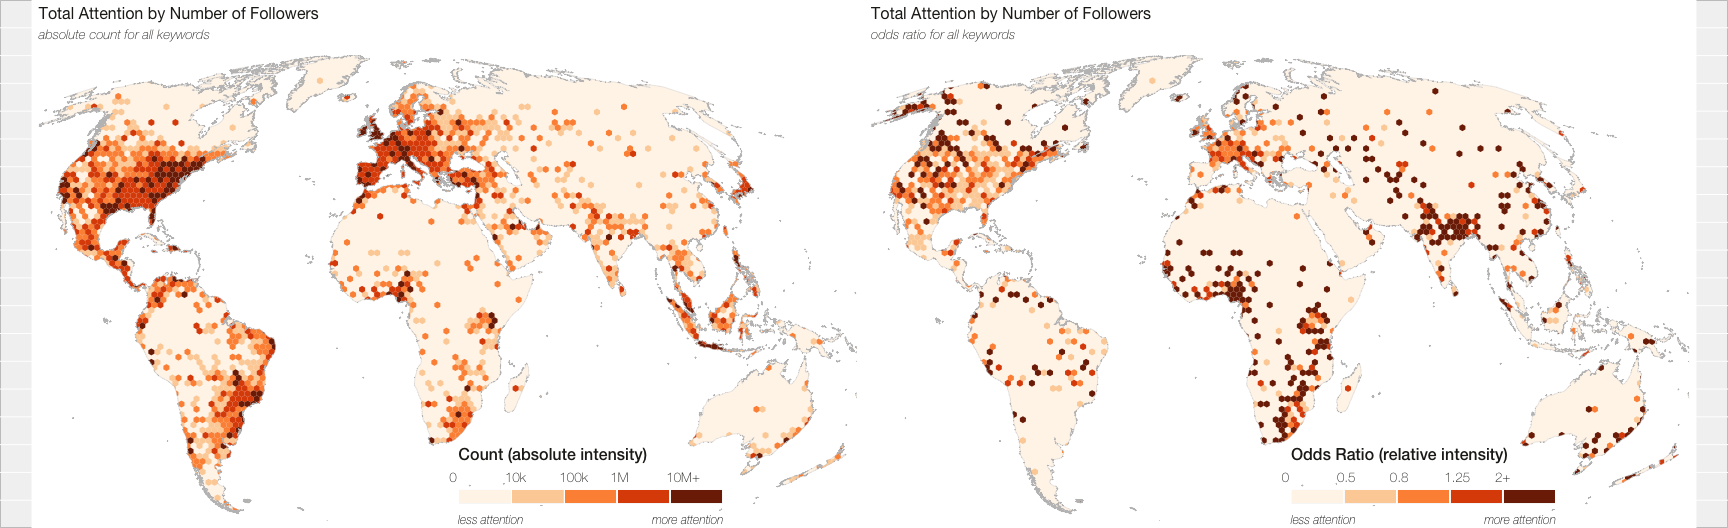 Total Attention by Number of Followers
absolute count for all keywords
Count (absolute intensity)
0 10k 100k 1M 10M+
less attention more attention
Total Attention by Number of Followers
odds ratio for all keywords
Odds Ratio (relative intensity)
0 0.5 0.8 1.25 2+
less attention more attention